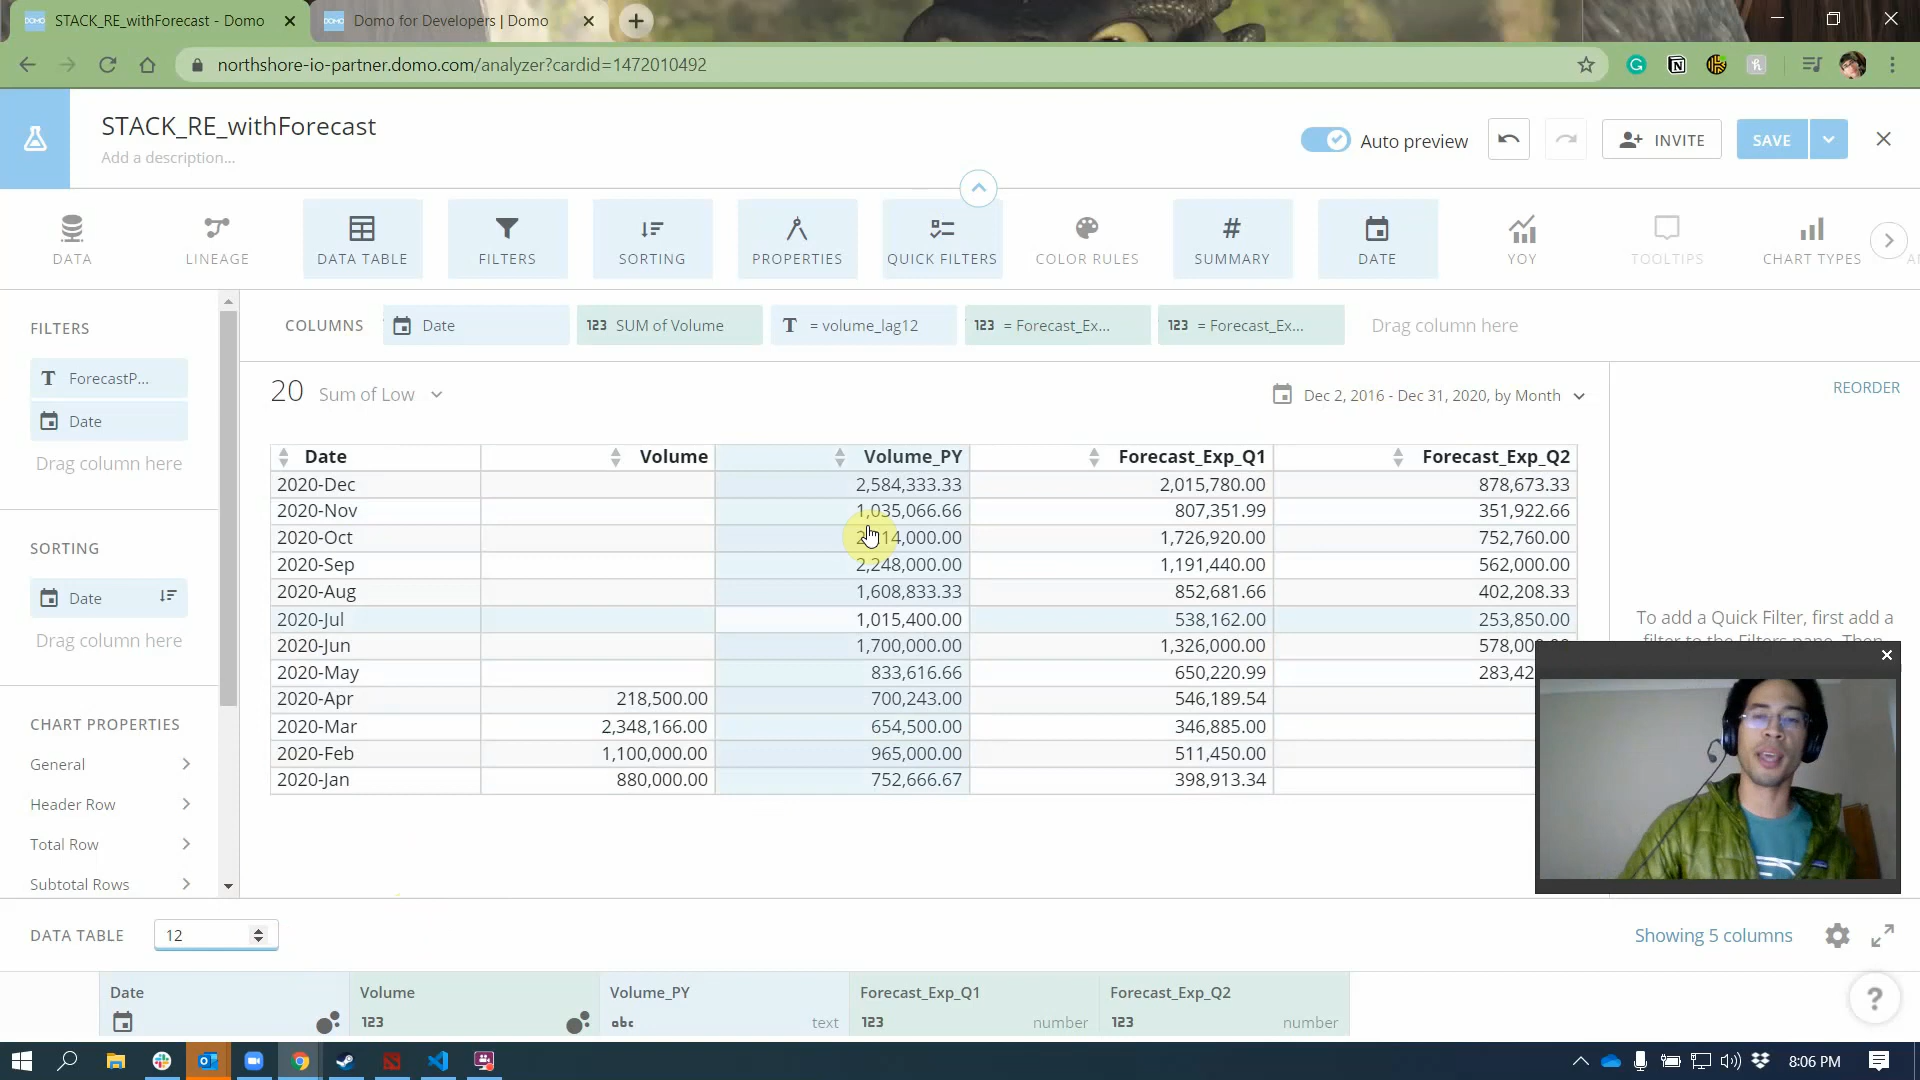 STACK_RE_withForecast - Domo
Domo for Developers | Domo
northshore-io-partner.domo.com/analyzer?cardid=1472010492
STACK_RE_withForecast
Add a description...
Auto preview
INVITE
SAVE
DATA
LINEAGE
DATA TABLE
FILTERS
SORTING
PROPERTIES
QUICK FILTERS
COLOR RULES
SUMMARY
DATE
YOY
TOOLTIPS
CHART TYPES
FILTERS
ForecastP...
Date
Drag column here
SORTING
Date
Drag column here
CHART PROPERTIES
General
Header Row
Total Row
Subtotal Rows
COLUMNS
Date
123 SUM of Volume
T = volume_lag12
123 = Forecast_Ex...
123 = Forecast_Ex...
Drag column here
20 Sum of Low
Dec 2, 2016 - Dec 31, 2020, by Month
REORDER
Date Volume Volume_PY Forecast_Exp_Q1 Forecast_Exp_Q2
2020-Dec 2,584,333.33 2,015,780.00 878,673.33
2020-Nov 1,035,066.66 807,351.99 351,922.66
2020-Oct 14,000.00 1,726,920.00 752,760.00
2020-Sep 2,248,000.00 1,191,440.00 562,000.00
2020-Aug 1,608,833.33 852,681.66 402,208.33
2020-Jul 1,015,400.00 538,162.00 253,850.00
2020-Jun 1,700,000.00 1,326,000.00 578,00
2020-May 833,616.66 650,220.99 283,42
2020-Apr 218,500.00 700,243.00 546,189.54
2020-Mar 2,348,166.00 654,500.00 346,885.00
2020-Feb 1,100,000.00 965,000.00 511,450.00
2020-Jan 880,000.00 752,666.67 398,913.34
To add a Quick Filter, first add a
filter to the Filters pane. Then
DATA TABLE 12
Showing 5 columns
Date
Volume
123
Volume_PY
abc text
Forecast_Exp_Q1
123 number
Forecast_Exp_Q2
123 number
8:06 PM